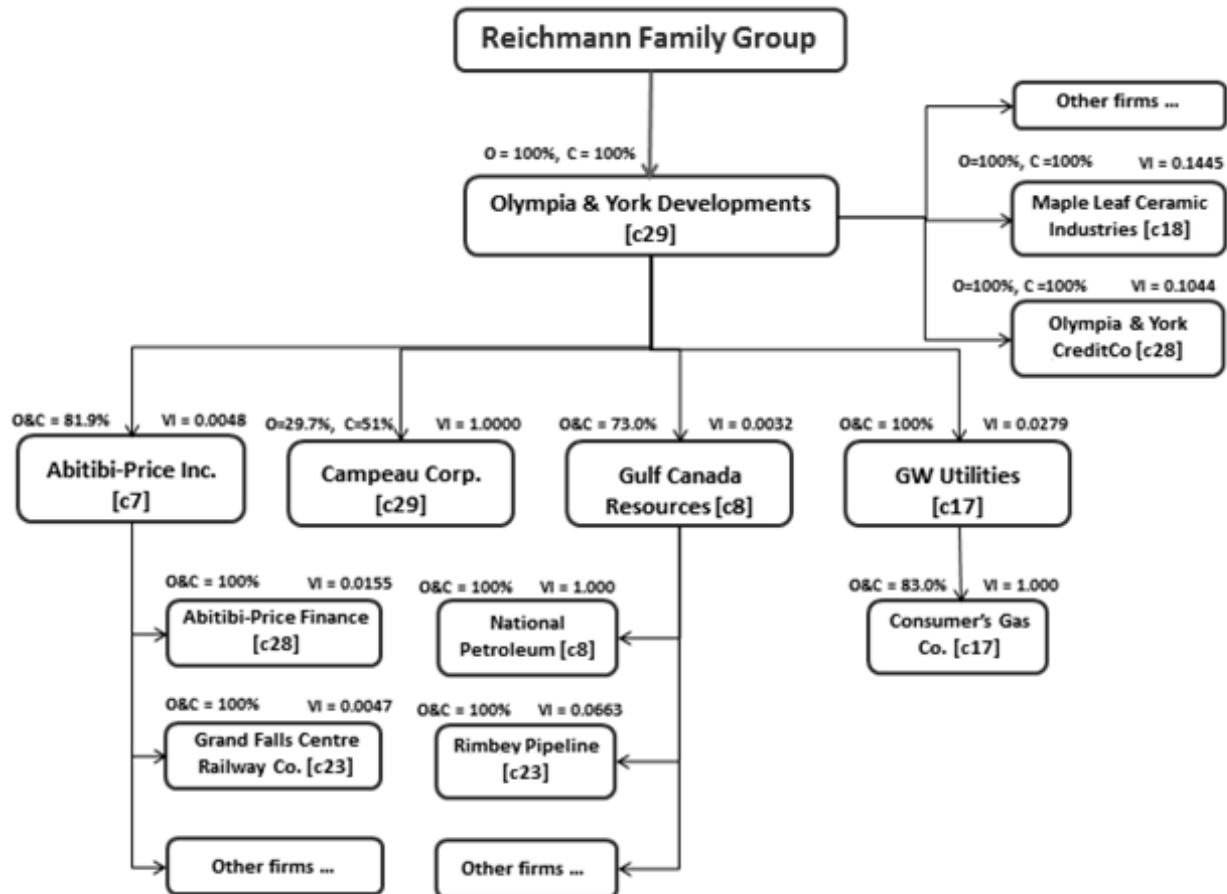 Reichmann Family Group
Other firms ...
O = 100%, C = 100%
O=100%, C =100% VI = 0.1445
Olympia & York Developments
[c29]
Maple Leaf Ceramic
Industries [c18]
O=100%, C =100% VI = 0.1044
Olympia & York
CreditCo [c28]
O&C = 81.9% VI = 0.0048
O=29.7%, C=51% VI = 1.0000
O&C = 73.0% VI = 0.0032
O&C = 100% VI = 0.0279
Abitibi-Price Inc.
[c7]
Campeau Corp.
[c29]
Gulf Canada
Resources [c8]
GW Utilities
[c17]
O&C = 100% VI = 0.0155
Abitibi-Price Finance
[c28]
O&C = 100% VI = 1.000
National
Petroleum [c8]
O&C = 83.0% VI = 1.000
Consumer's Gas
Co. [c17]
O&C = 100% VI = 0.0047
Grand Falls Centre
Railway Co. [c23]
O&C = 100% VI = 0.0663
Rimbey Pipeline
[c23]
Other firms ...
Other firms ...